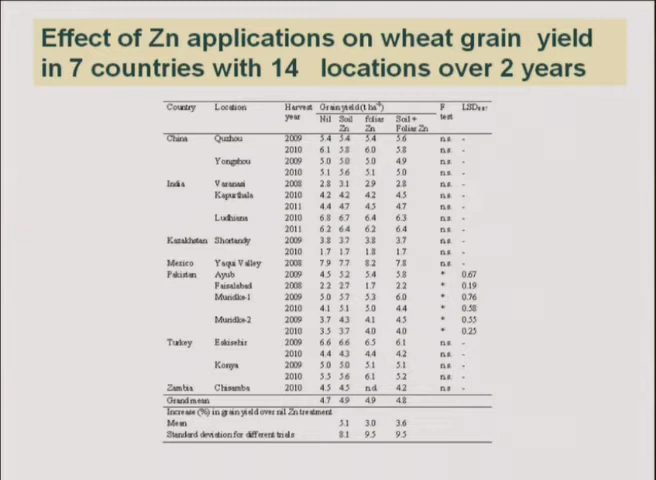 Effect of Zn applications on wheat grain yield
in 7 countries with 14 locations over 2 years
Country Location Harvest Grain yield (t ha⁻¹) F LSD₀.₀₅
year Nil Soil foliar Soil + test
Zn Zn Foliar Zn
China Quzhou 2009 5.4 5.4 5.4 5.6 n.s. -
2010 6.1 5.8 6.0 5.8 n.s. -
Yongshou 2009 5.0 5.0 5.0 4.9 n.s. -
2010 5.1 5.6 5.1 5.0 n.s. -
India Varanasi 2008 2.8 3.1 2.9 2.8 n.s. -
Kapurthala 2010 4.2 4.2 4.2 4.5 n.s. -
2011 4.4 4.7 4.5 4.7 n.s. -
Ludhiana 2010 6.8 6.7 6.4 6.3 n.s. -
2011 6.2 6.4 6.2 6.4 n.s. -
Kazakhstan Shortandy 2009 3.8 3.7 3.8 3.7 n.s. -
2010 1.7 1.7 1.8 1.7 n.s. -
Mexico Yaqui Valley 2008 7.9 7.7 8.2 7.8 n.s. -
Pakistan Ayub 2009 4.5 5.2 5.4 5.8 * 0.67
Faisalabad 2008 2.2 2.7 1.7 2.2 * 0.19
Muridke-1 2009 5.0 5.7 5.3 6.0 * 0.76
2010 4.1 5.1 5.0 4.4 * 0.58
Muridke-2 2009 3.7 4.3 4.1 4.5 * 0.55
2010 3.5 3.7 4.0 4.0 * 0.25
Turkey Eskisehir 2009 6.6 6.6 6.5 6.1 n.s. -
2010 4.4 4.3 4.4 4.2 n.s. -
Konya 2009 5.0 5.0 5.1 5.1 n.s. -
2010 5.5 5.6 6.1 5.2 n.s. -
Zambia Chisamba 2010 4.5 4.5 n.d. 4.2 n.s. -
Grand mean 4.7 4.9 4.9 4.8
Increase (%) in grain yield over nil Zn treatment
Mean 5.1 3.0 3.6
Standard deviation for different trials 8.1 9.5 9.5